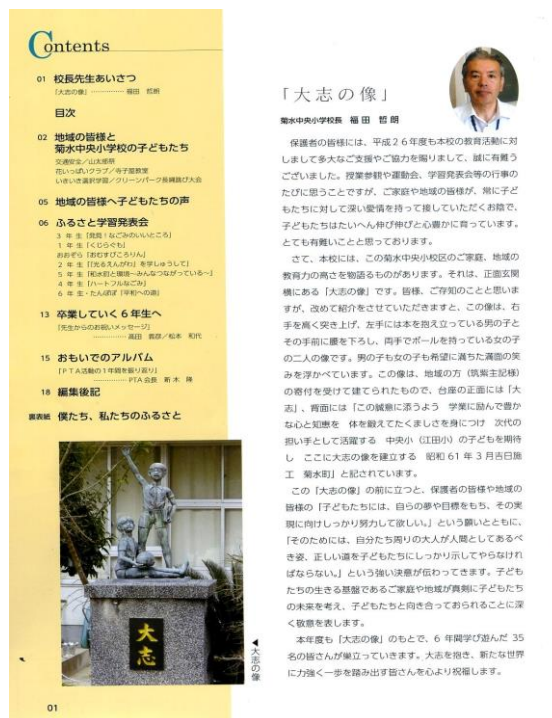 Contents
01 校長先生あいさつ
「大志の像」 ………… 福田 哲朗
目次
02 地域の皆様と
菊水中央小学校の子どもたち
交通安全／山太郎祭
花いっぱいクラブ／寺子屋教室
いきいき選択学習／クリーンパーク長縄跳び大会
05 地域の皆様へ子どもたちの声
06 ふるさと学習発表会
3 年 生「発見！なごみのいいところ」
1 年 生「くじらぐも」
おおぞら「おむすびころりん」
2 年 生「『光るえんがわ』を学しゅうして」
5 年 生「和水町と環境～みんなつながっている～」
4 年 生「ハートフルなごみ」
6 年 生・たんぽぽ「平和への道」
13 卒業していく6年生へ
「先生からのお祝いメッセージ」
………… 高田 / 松本 和代
15 おもいでのアルバム
「PTA活動の1年間を振り返り」
………… PTA会長 新木 隆
18 編集後記
裏表紙 僕たち、私たちのふるさと
大志
◀大志の像
01
「大志の像」
菊水中央小学校長 福田 哲朗
保護者の皆様には、平成26年度も本校の教育活動に対
しまして多大なご支援やご協力を賜りまして、誠に有難う
ございました。授業参観や運動会、学習発表会等の行事の
たびに思うことですが、ご家庭や地域の皆様が、常に子ど
もたちに対して深い愛情を持って接していただくお陰で、
子どもたちはたいへん伸び伸びと心豊かに育っています。
とても有難いことと思っております。
さて、本校には、この菊水中央小校区のご家庭、地域の
教育力の高さを物語るものがあります。それは、正面玄関
横にある「大志の像」です。皆様、ご存知のことと思いま
すが、改めて紹介をさせていただきますと、この像は、右
手を高く突き上げ、左手には本を抱え立っている男の子と
その手前に腰を下ろし、両手でボールを持っている女の子
の二人の像です。男の子も女の子も希望に満ちた満面の笑
みを浮かべています。この像は、地域の方（筑紫圭記様）
の寄付を受けて建てられたもので、台座の正面には「大
志」、背面には「この誠意に添うよう 学業に励んで豊か
な心と知恵を 体を鍛えてたくましさを身につけ 次代の
担い手として活躍する 中央小（江田小）の子どもを期待
し ここに大志の像を建立する 昭和61年3月吉日施
工 菊水町」と記されています。
この「大志の像」の前に立つと、保護者の皆様や地域の
皆様の「子どもたちには、自らの夢や目標をもち、その実
現に向けしっかり努力して欲しい。」という願いとともに、
「そのためには、自分たち周りの大人が人間としてあるべ
き姿、正しい道を子どもたちにしっかり示してやらなけれ
ばならない。」という強い決意が伝わってきます。子ども
たちの生きる基盤であるご家庭や地域が真剣に子どもたち
の未来を考え、子どもたちと向き合っておられることに深
く敬意を表します。
本年度も「大志の像」のもとで、6年間学び遊んだ35
名の皆さんが巣立っていきます。大志を抱き、新たな世界
に力強く一歩を踏み出す皆さんを心より祝福します。